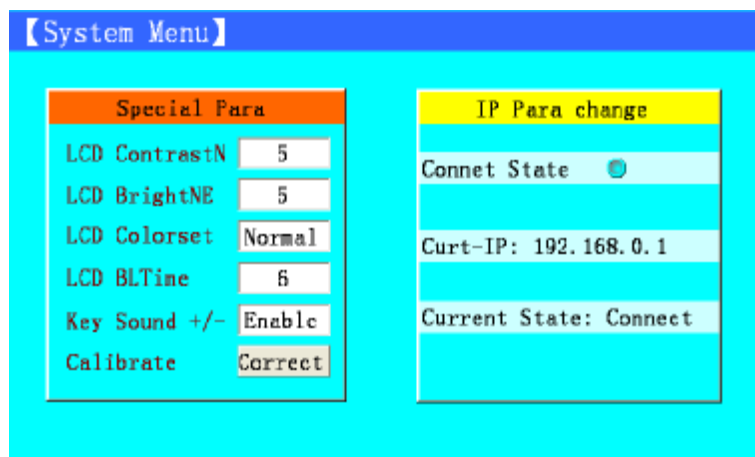 【System Menu】
Special Para
LCD ContrastN 5
LCD BrightNE 5
LCD Colorset Normal
LCD BLTime 6
Key Sound +/- Enable
Calibrate Correct
IP Para change
Connet State
Curt-IP: 192.168.0.1
Current State: Connect